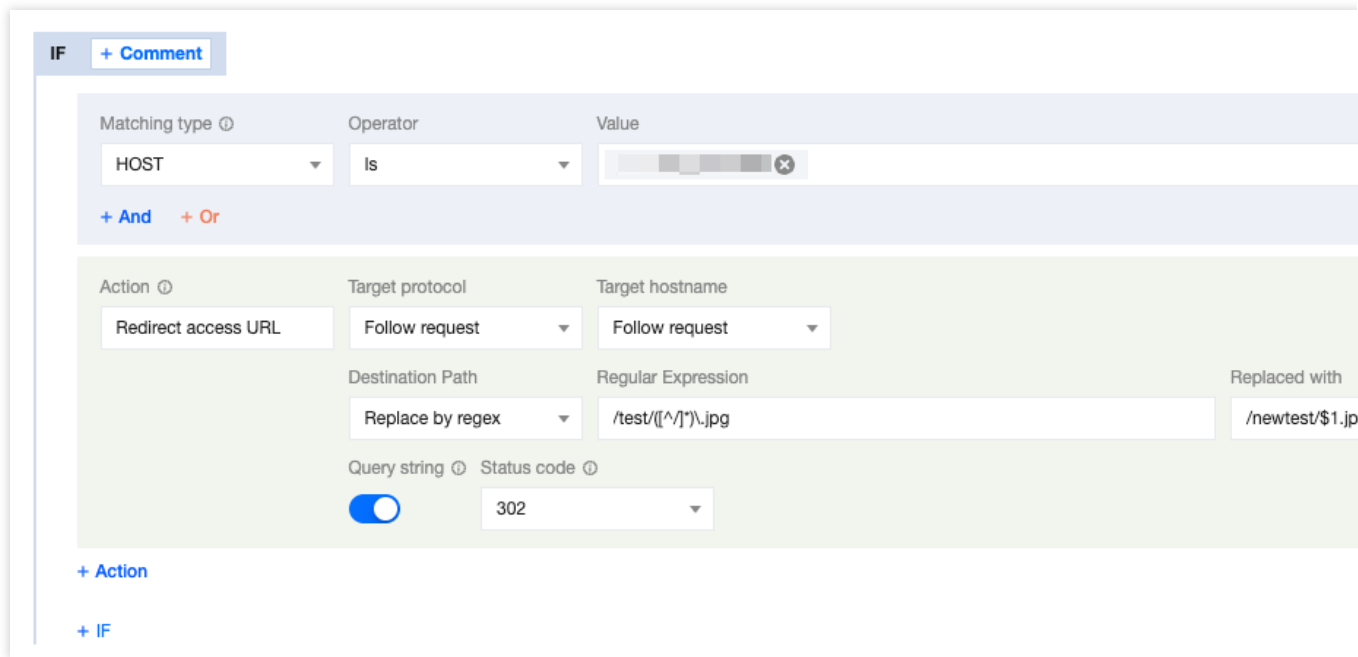 IF + Comment
Matching type Operator Value
HOST Is
+ And + Or
Action Target protocol Target hostname
Redirect access URL Follow request Follow request
Destination Path Regular Expression Replaced with
Replace by regex /test/([^/]*)\.jpg /newtest/$1.jp
Query string Status code
302
+ Action
+ IF